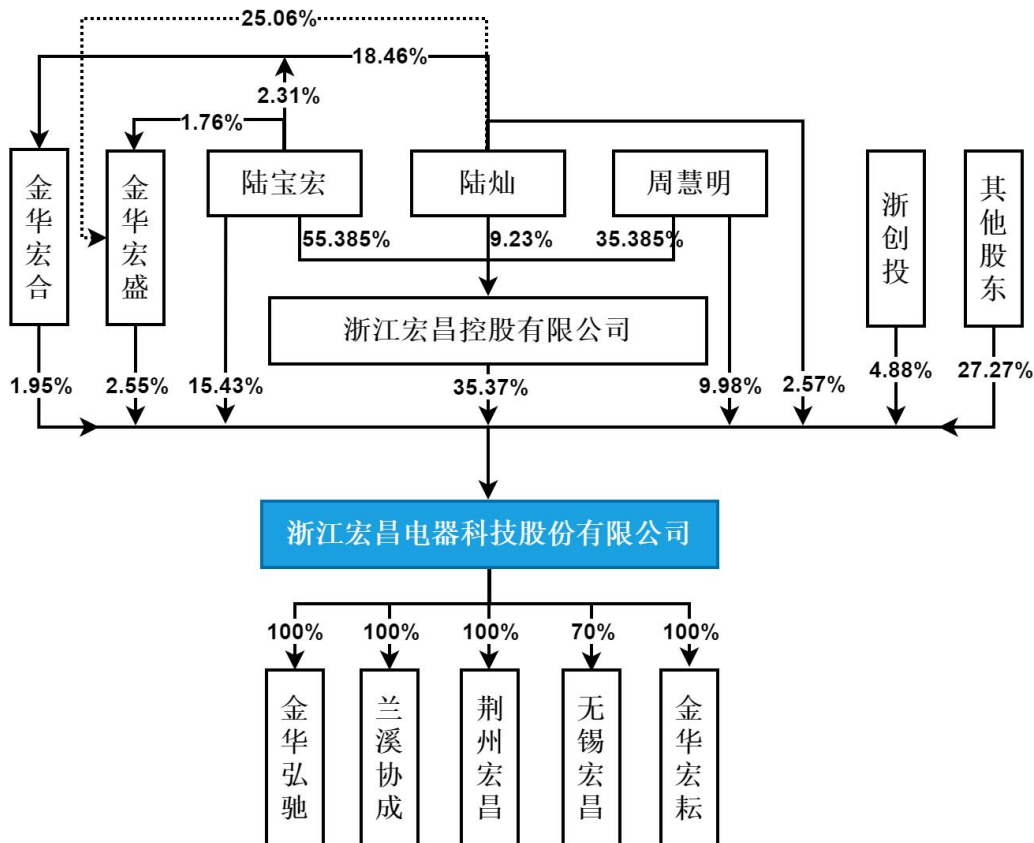 25.06%
18.46%
2.31%
1.76%
金华宏合
金华宏盛
陆宝宏
陆灿
周慧明
浙创投
其他股东
55.385%
9.23%
35.385%
浙江宏昌控股有限公司
1.95%
2.55%
15.43%
35.37%
9.98%
2.57%
4.88%
27.27%
浙江宏昌电器科技股份有限公司
100%
100%
100%
70%
100%
金华弘驰
兰溪协成
荆州宏昌
无锡宏昌
金华宏耘